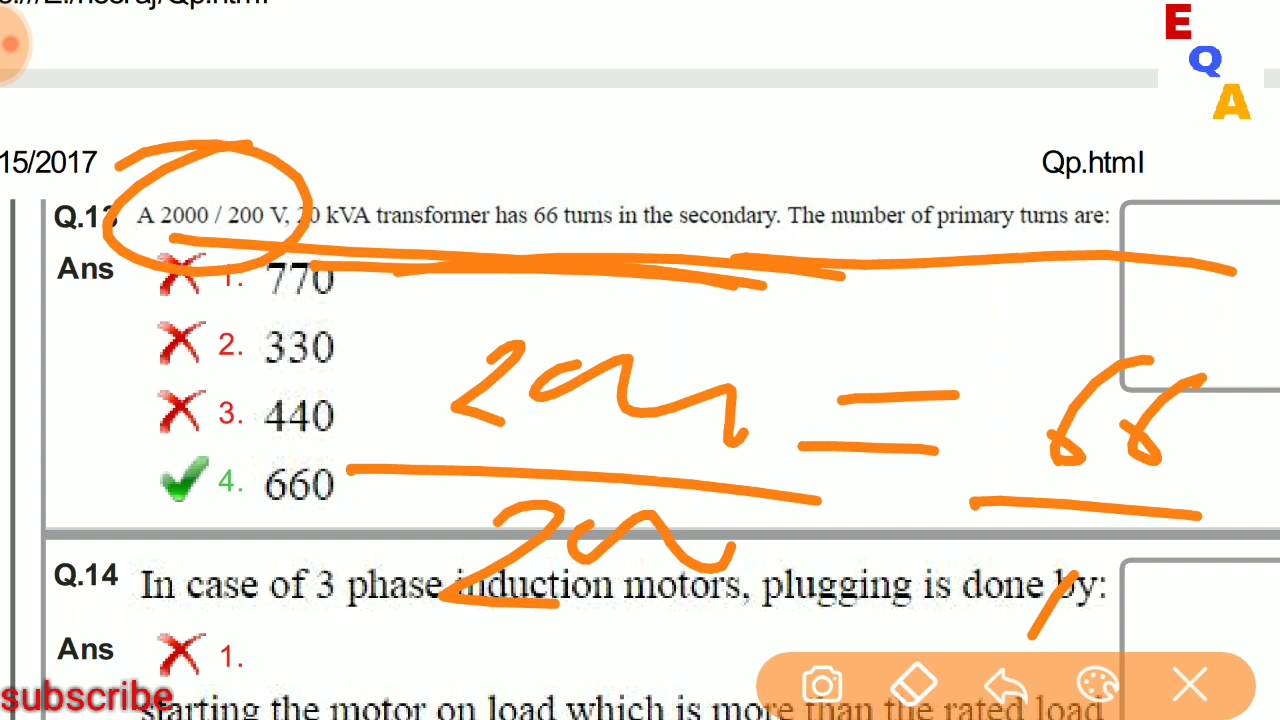 E
Q
A
15/2017 Qp.html
Q.13 A 2000 / 200 V, 20 kVA transformer has 66 turns in the secondary. The number of primary turns are:
Ans 1. 770
2. 330
3. 440
4. 660
= 66
Q.14 In case of 3 phase induction motors, plugging is done by:
Ans 1.
starting the motor on load which is more than the rated load
subscribe